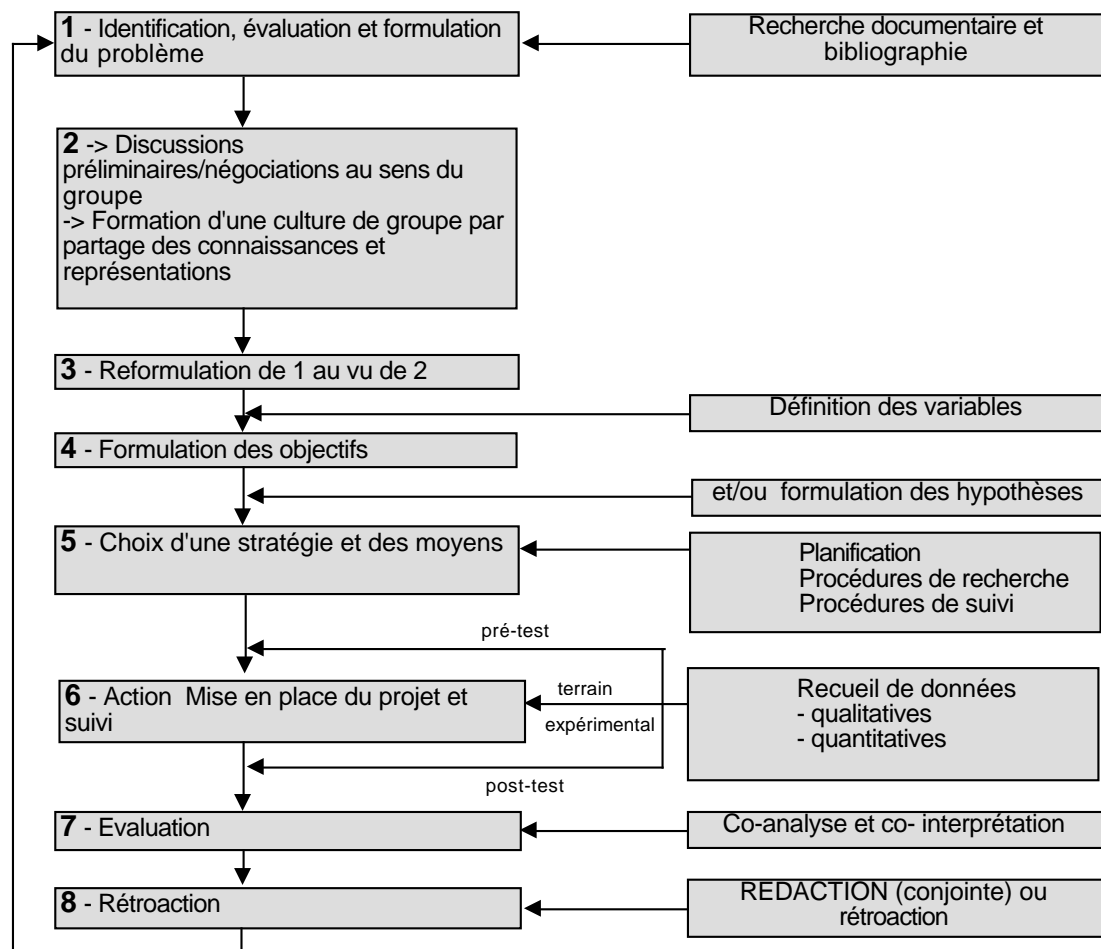 1 - Identification, évaluation et formulation
du problème
Recherche documentaire et
bibliographie
2 -> Discussions
préliminaires/négociations au sens du
groupe
-> Formation d'une culture de groupe par
partage des connaissances et
représentations
3 - Reformulation de 1 au vu de 2
Définition des variables
4 - Formulation des objectifs
et/ou formulation des hypothèses
5 - Choix d'une stratégie et des moyens
Planification
Procédures de recherche
Procédures de suivi
pré-test
6 - Action Mise en place du projet et
suivi
terrain
expérimental
Recueil de données
- qualitatives
- quantitatives
post-test
7 - Evaluation
Co-analyse et co- interprétation
8 - Rétroaction
REDACTION (conjointe) ou
rétroaction